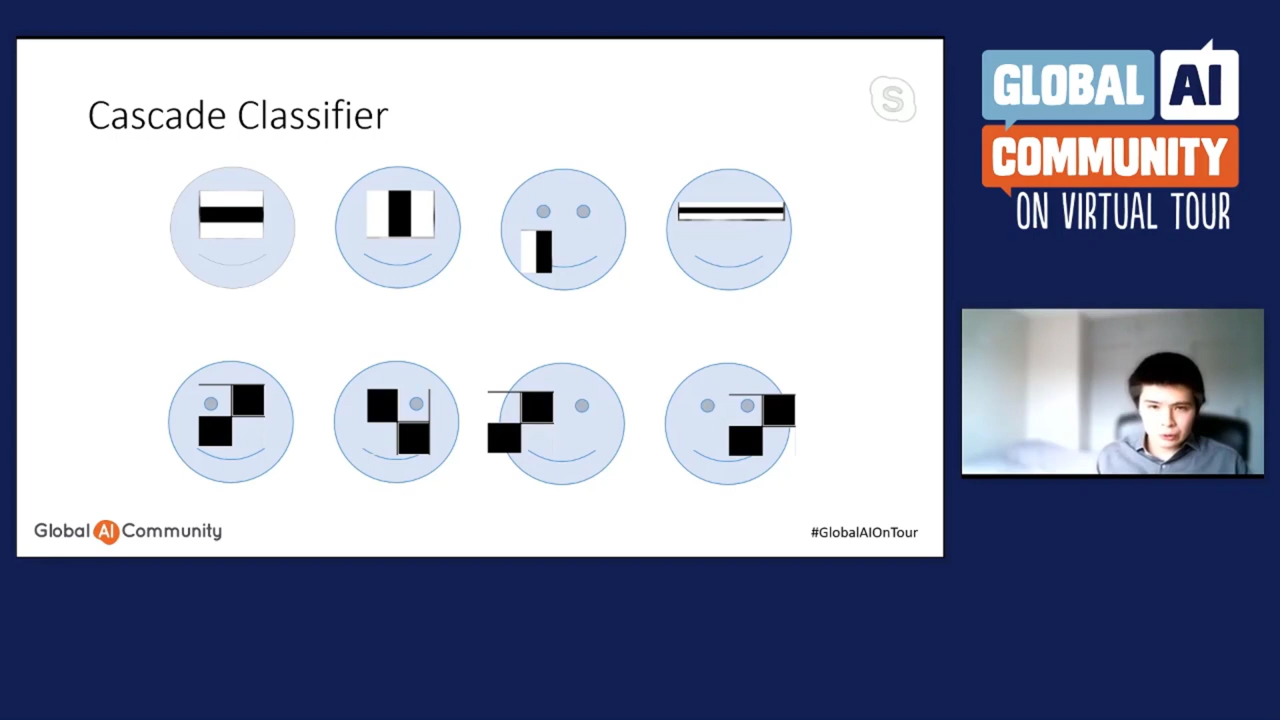 Cascade Classifier
S
Global AI Community
#GlobalAIOnTour
GLOBAL AI
COMMUNITY
ON VIRTUAL TOUR